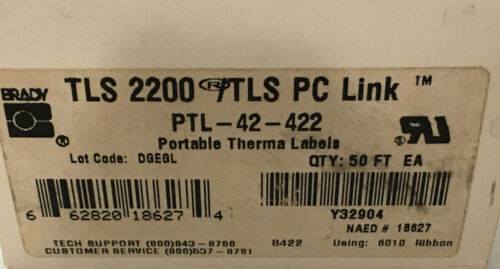 BRADY
TLS 2200®/TLS PC Link™
PTL-42-422
Portable Therma Labels
Lot Code: DGEGL
QTY: 50 FT EA
6 62820 18627 4
Y32904
NAED # 18627
TECH SUPPORT (800)643-8766
B422
Using: 6010 Ribbon
CUSTOMER SERVICE (800)537-8791